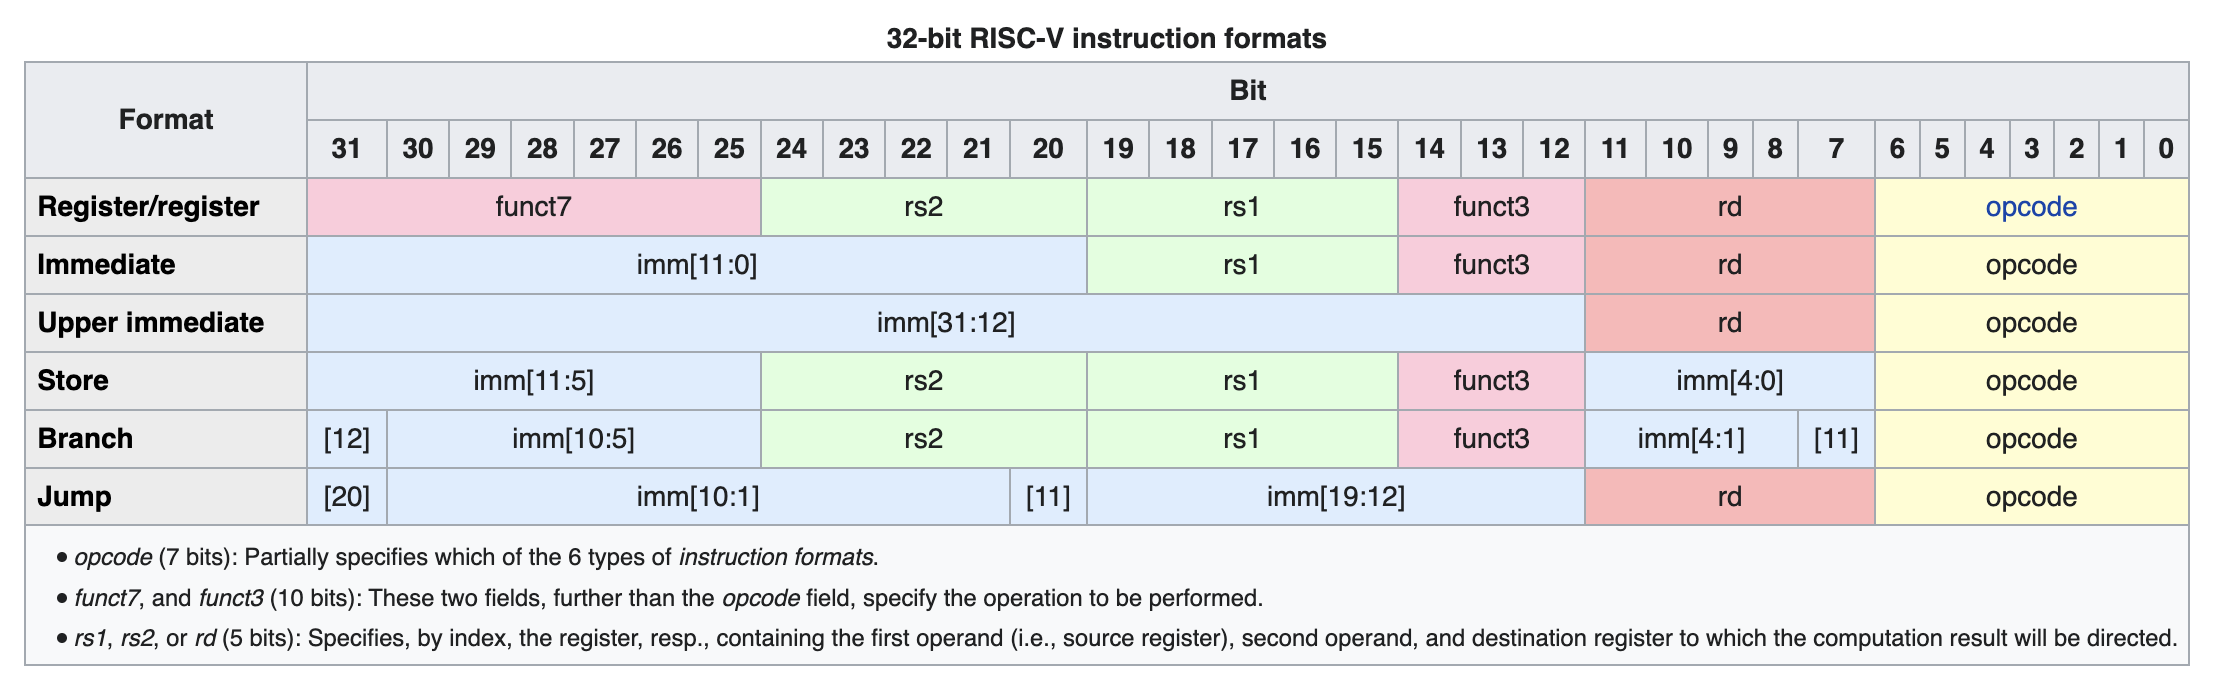 32-bit RISC-V instruction formats
Format Bit
31 30 29 28 27 26 25 24 23 22 21 20 19 18 17 16 15 14 13 12 11 10 9 8 7 6 5 4 3 2 1 0
Register/register funct7 rs2 rs1 funct3 rd opcode
Immediate imm[11:0] rs1 funct3 rd opcode
Upper immediate imm[31:12] rd opcode
Store imm[11:5] rs2 rs1 funct3 imm[4:0] opcode
Branch [12] imm[10:5] rs2 rs1 funct3 imm[4:1] [11] opcode
Jump [20] imm[10:1] [11] imm[19:12] rd opcode
• opcode (7 bits): Partially specifies which of the 6 types of instruction formats.
• funct7, and funct3 (10 bits): These two fields, further than the opcode field, specify the operation to be performed.
• rs1, rs2, or rd (5 bits): Specifies, by index, the register, resp., containing the first operand (i.e., source register), second operand, and destination register to which the computation result will be directed.